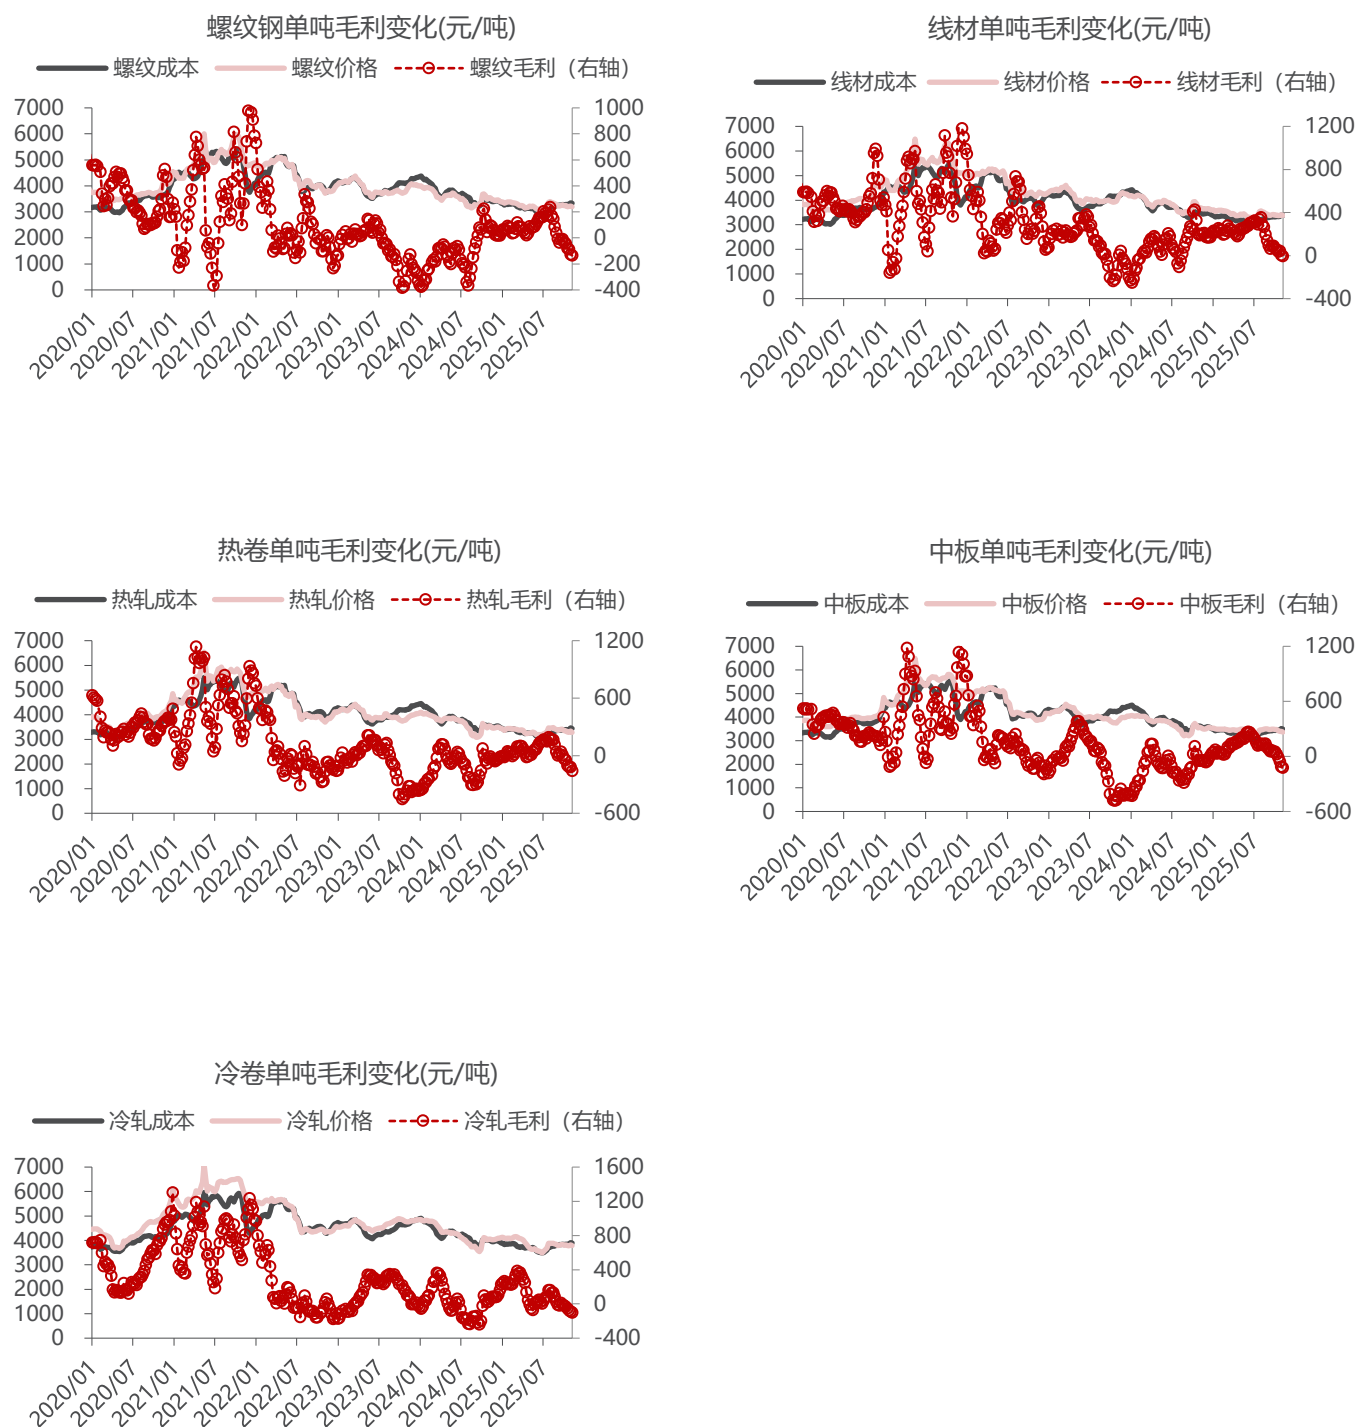 螺纹钢单吨毛利变化(元/吨)
螺纹成本 螺纹价格 螺纹毛利（右轴）
7000 1000
6000 800
5000 600
4000 400
3000 200
2000 0
1000 -200
0 -400
2020/01 2020/07 2021/01 2021/07 2022/01 2022/07 2023/01 2023/07 2024/01 2024/07 2025/01 2025/07
线材单吨毛利变化(元/吨)
线材成本 线材价格 线材毛利（右轴）
7000 1200
6000
5000 800
4000 400
3000
2000 0
1000
0 -400
2020/01 2020/07 2021/01 2021/07 2022/01 2022/07 2023/01 2023/07 2024/01 2024/07 2025/01 2025/07
热卷单吨毛利变化(元/吨)
热轧成本 热轧价格 热轧毛利（右轴）
7000 1200
6000
5000 600
4000
3000
2000 0
1000
0 -600
2020/01 2020/07 2021/01 2021/07 2022/01 2022/07 2023/01 2023/07 2024/01 2024/07 2025/01 2025/07
中板单吨毛利变化(元/吨)
中板成本 中板价格 中板毛利（右轴）
7000 1200
6000
5000 600
4000
3000
2000 0
1000
0 -600
2020/01 2020/07 2021/01 2021/07 2022/01 2022/07 2023/01 2023/07 2024/01 2024/07 2025/01 2025/07
冷卷单吨毛利变化(元/吨)
冷轧成本 冷轧价格 冷轧毛利（右轴）
7000 1600
6000 1200
5000 800
4000
3000 400
2000 0
1000
0 -400
2020/01 2020/07 2021/01 2021/07 2022/01 2022/07 2023/01 2023/07 2024/01 2024/07 2025/01 2025/07